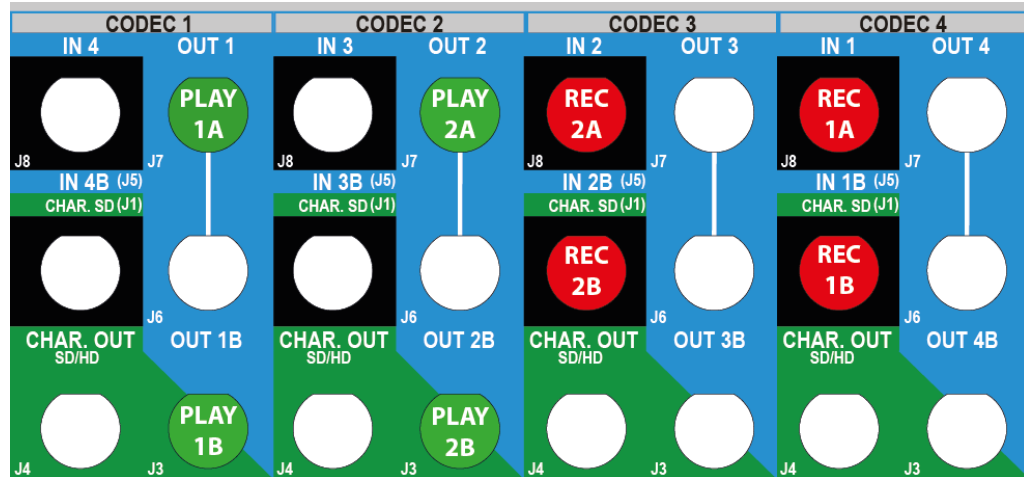 CODEC 1 CODEC 2 CODEC 3 CODEC 4
IN 4 OUT 1 IN 3 OUT 2 IN 2 OUT 3 IN 1 OUT 4
PLAY PLAY REC REC
1A 2A 2A 1A
J8 J7 J8 J7 J8 J7 J8 J7
IN 4B (J5) IN 3B (J5) IN 2B (J5) IN 1B (J5)
CHAR. SD (J1) CHAR. SD (J1) CHAR. SD (J1) CHAR. SD (J1)
REC REC
2B 1B
J6 J6 J6 J6
CHAR. OUT OUT 1B CHAR. OUT OUT 2B CHAR. OUT OUT 3B CHAR. OUT OUT 4B
SD/HD SD/HD SD/HD SD/HD
PLAY PLAY
1B 2B
J4 J3 J4 J3 J4 J3 J4 J3